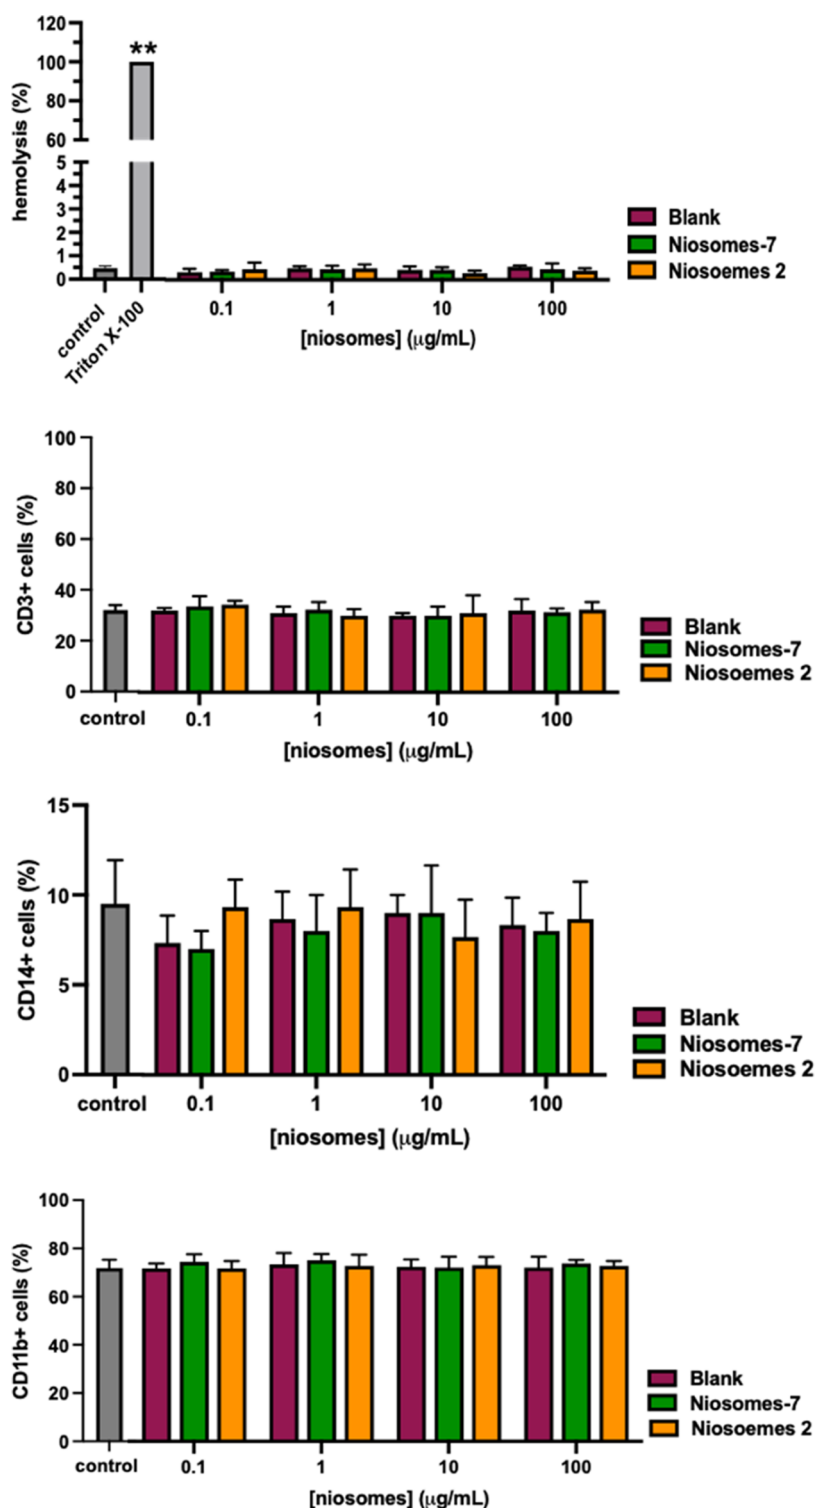 120
100
80
60
5
4
3
2
1
0
hemolysis (%)
**
control
Triton X-100
0.1
1
10
100
[niosomes] (μg/mL)
Blank
Niosomes-7
Niosoemes 2
100
80
60
40
20
0
CD3+ cells (%)
control
0.1
1
10
100
[niosomes] (μg/mL)
Blank
Niosomes-7
Niosoemes 2
15
10
5
0
CD14+ cells (%)
control
0.1
1
10
100
[niosomes] (μg/mL)
Blank
Niosomes-7
Niosoemes 2
100
80
60
40
20
0
CD11b+ cells (%)
control
0.1
1
10
100
[niosomes] (μg/mL)
Blank
Niosomes-7
Niosoemes 2